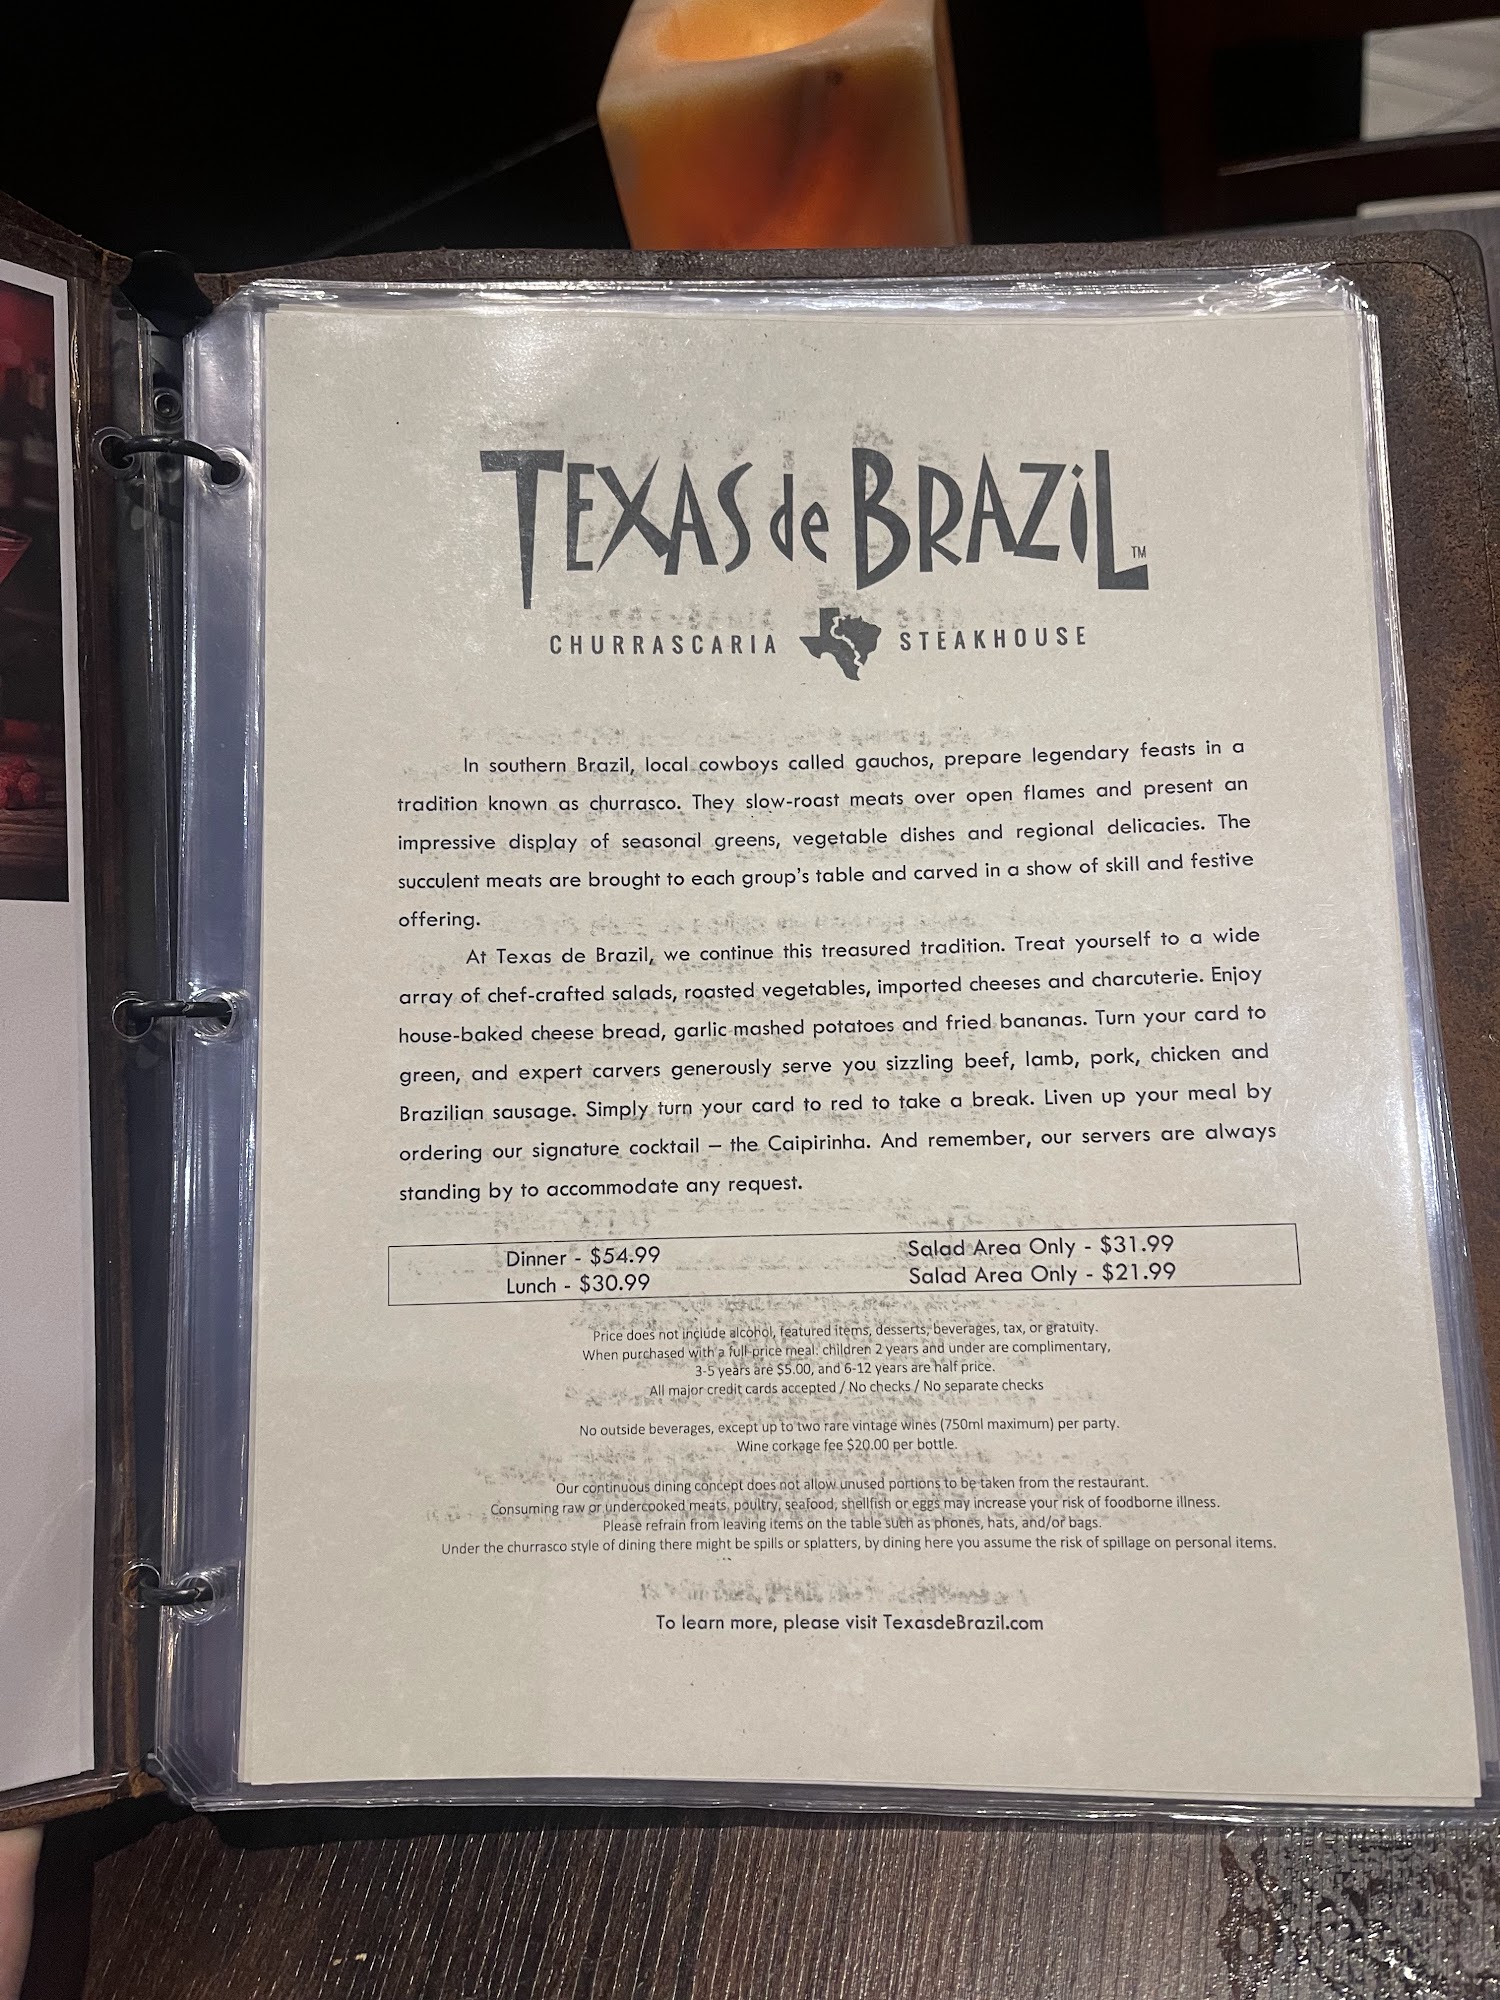 TEXAS de BRAZiL
TM
CHURRASCARIA STEAKHOUSE
In southern Brazil, local cowboys called gauchos, prepare legendary feasts in a
tradition known as churrasco. They slow-roast meats over open flames and present an
impressive display of seasonal greens, vegetable dishes and regional delicacies. The
succulent meats are brought to each group's table and carved in a show of skill and festive
offering.
At Texas de Brazil, we continue this treasured tradition. Treat yourself to a wide
array of chef-crafted salads, roasted vegetables, imported cheeses and charcuterie. Enjoy
house-baked cheese bread, garlic mashed potatoes and fried bananas. Turn your card to
green, and expert carvers generously serve you sizzling beef, lamb, pork, chicken and
Brazilian sausage. Simply turn your card to red to take a break. Liven up your meal by
ordering our signature cocktail – the Caipirinha. And remember, our servers are always
standing by to accommodate any request.
Dinner - $54.99 Salad Area Only - $31.99
Lunch - $30.99 Salad Area Only - $21.99
Price does not include alcohol, featured items, desserts, beverages, tax, or gratuity.
When purchased with a full-price meal: children 2 years and under are complimentary,
3-5 years are $5.00, and 6-12 years are half price.
All major credit cards accepted / No checks / No separate checks
No outside beverages, except up to two rare vintage wines (750ml maximum) per party.
Wine corkage fee $20.00 per bottle.
Our continuous dining concept does not allow unused portions to be taken from the restaurant.
Consuming raw or undercooked meats, poultry, seafood, shellfish or eggs may increase your risk of foodborne illness.
Please refrain from leaving items on the table such as phones, hats, and/or bags.
Under the churrasco style of dining there might be spills or splatters, by dining here you assume the risk of spillage on personal items.
To learn more, please visit TexasdeBrazil.com